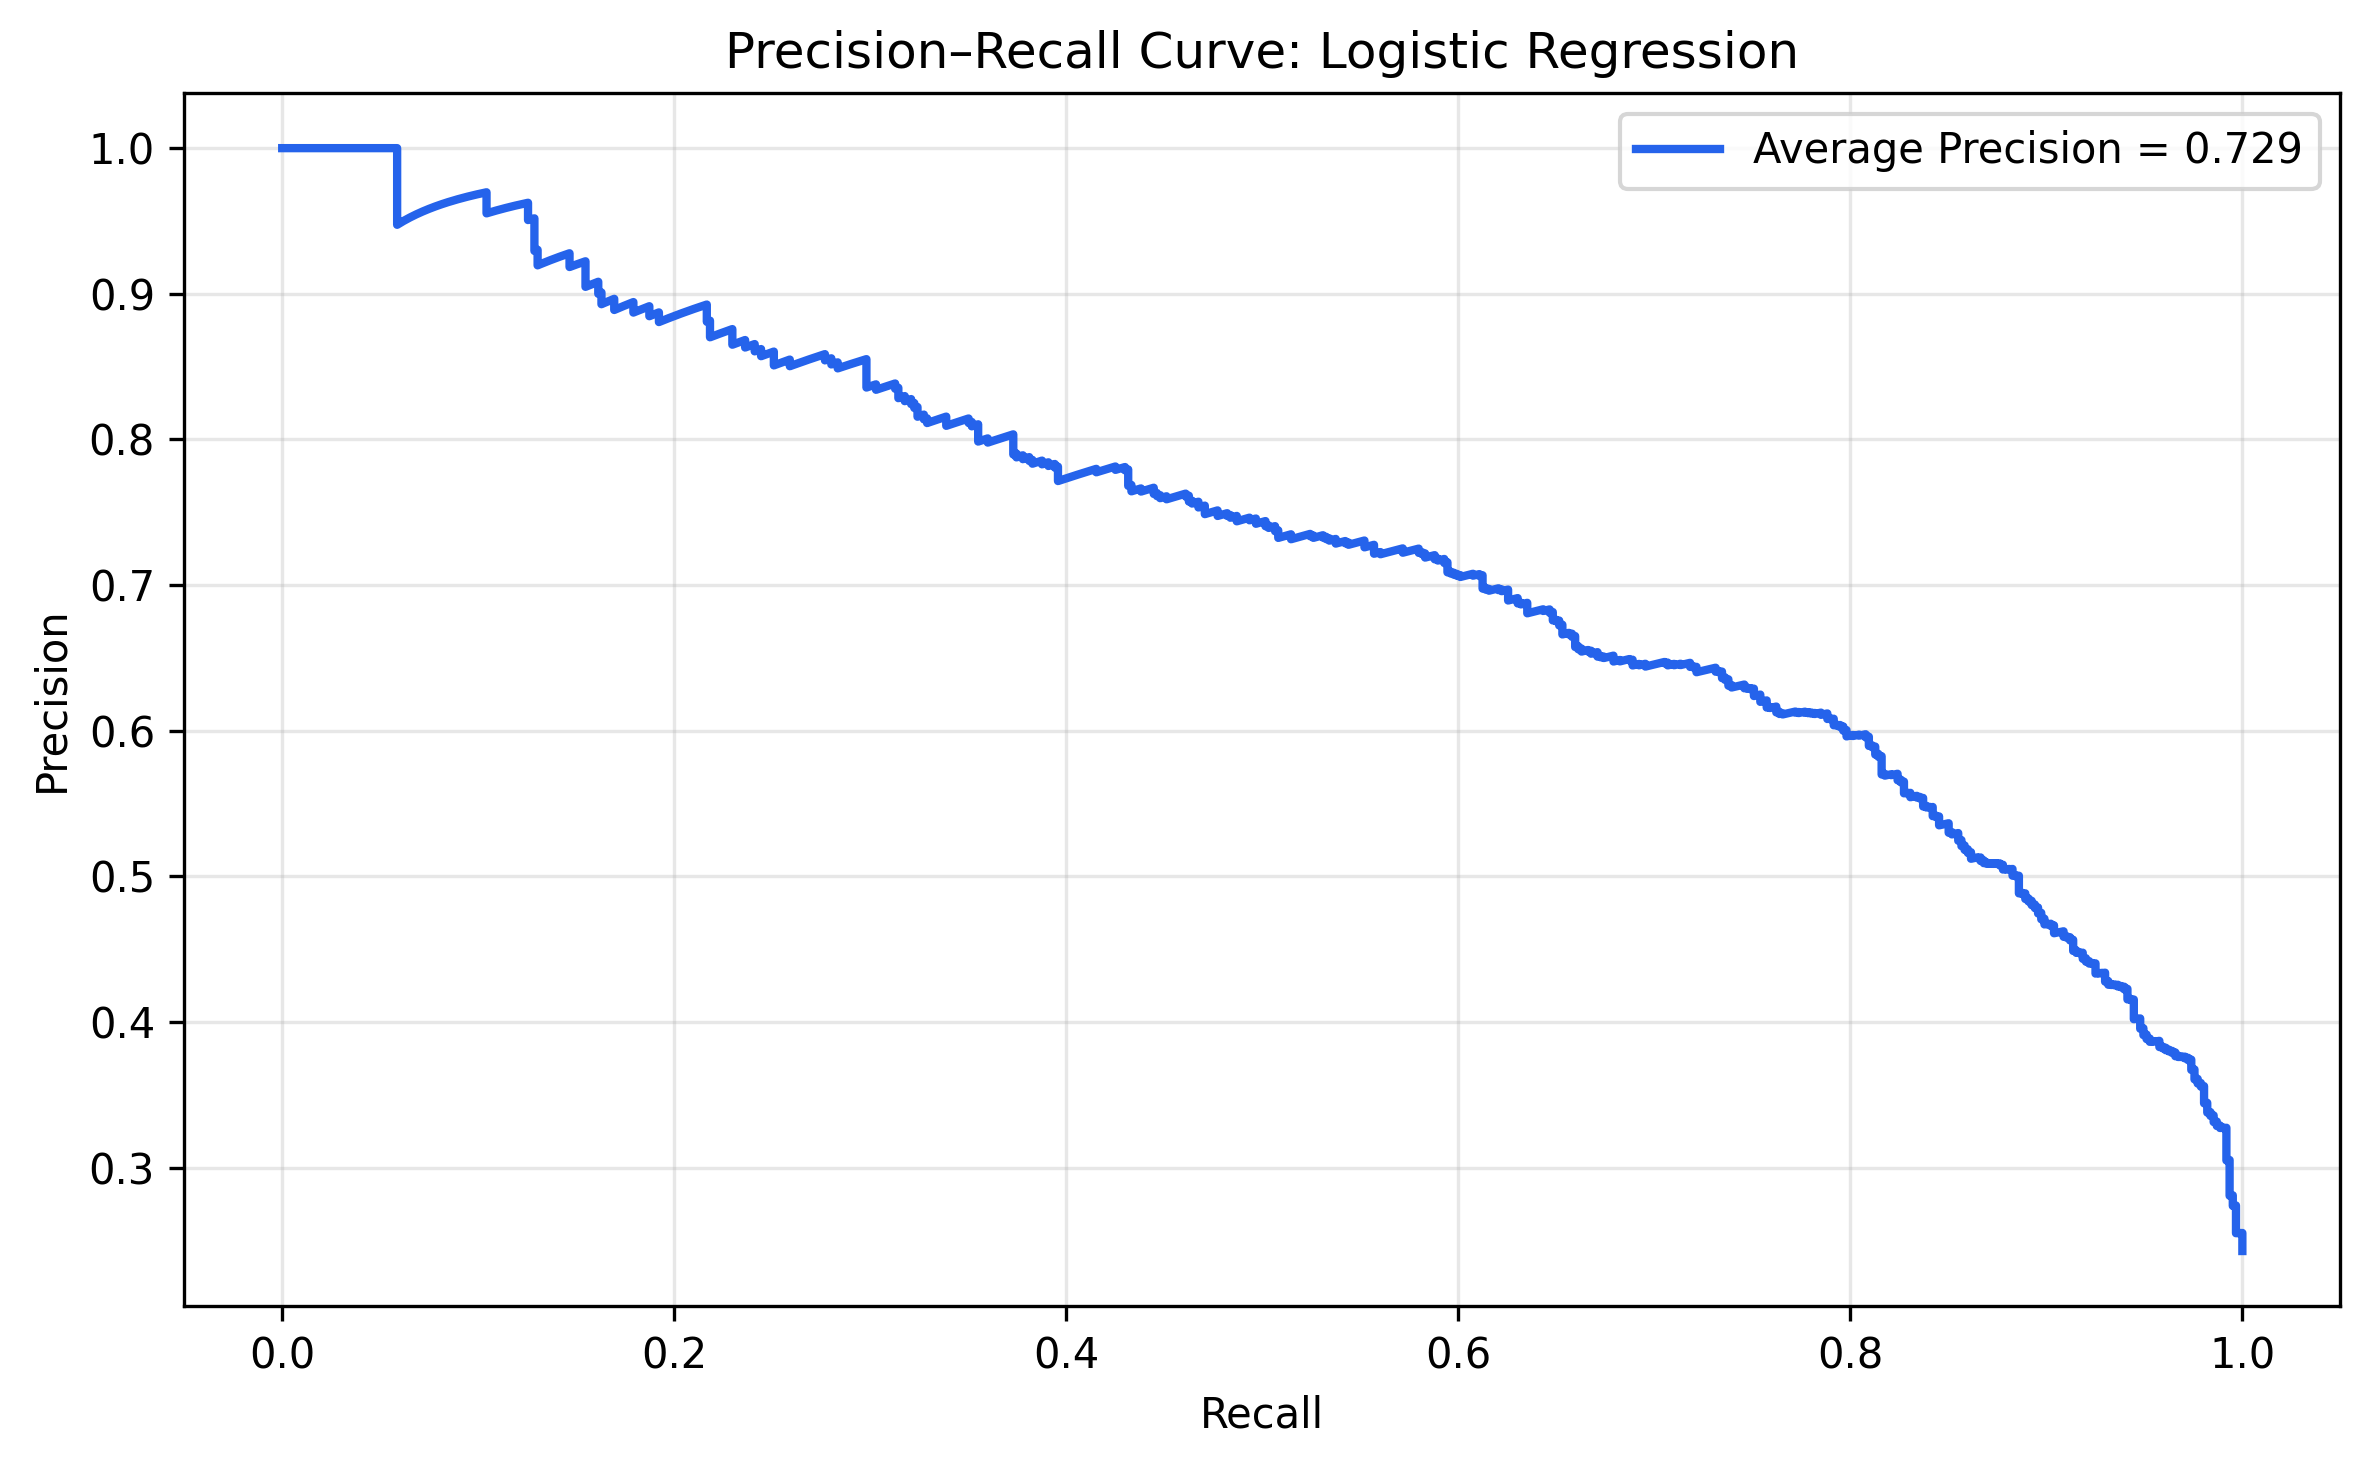 Precision–Recall Curve: Logistic Regression
Average Precision = 0.729
Precision
1.0
0.9
0.8
0.7
0.6
0.5
0.4
0.3
0.0 0.2 0.4 0.6 0.8 1.0
Recall